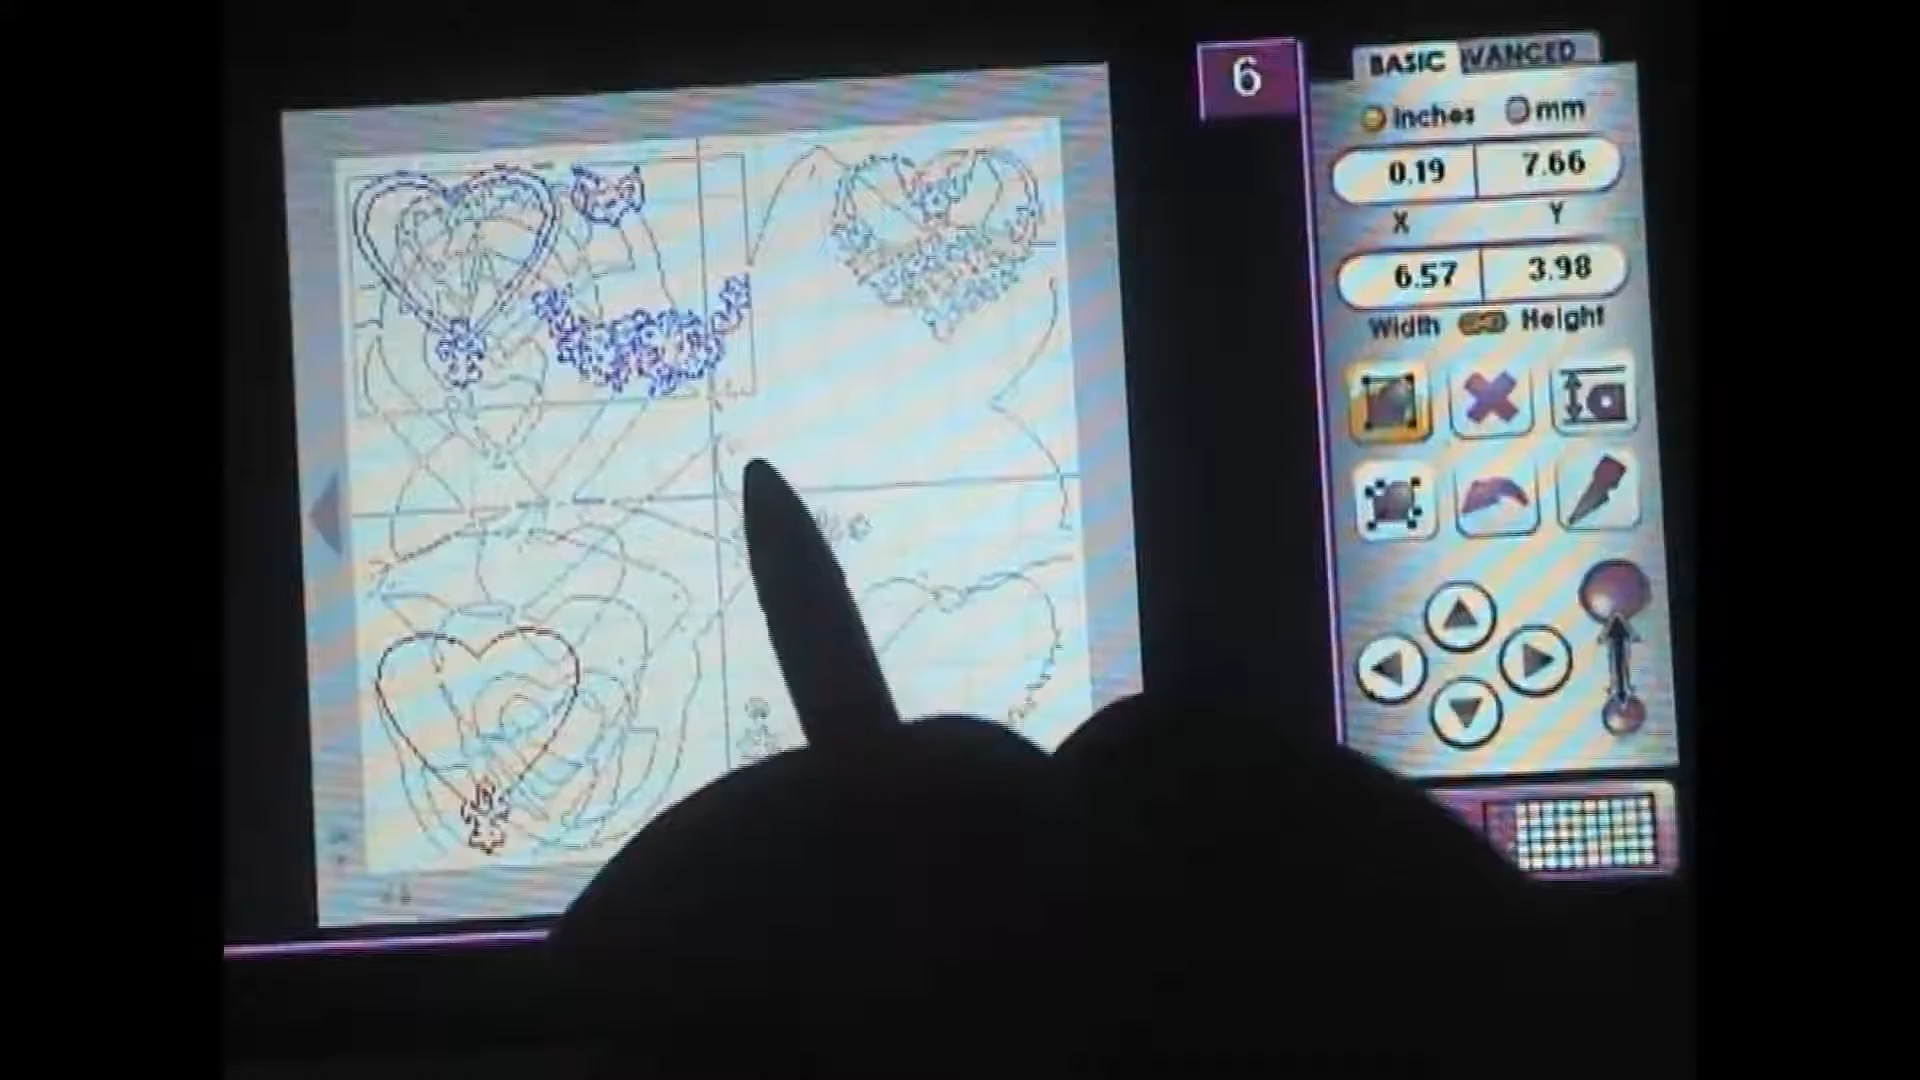 6
BASIC
VANCED
inches mm
0.19 7.66
X Y
6.57 3.98
Width Height